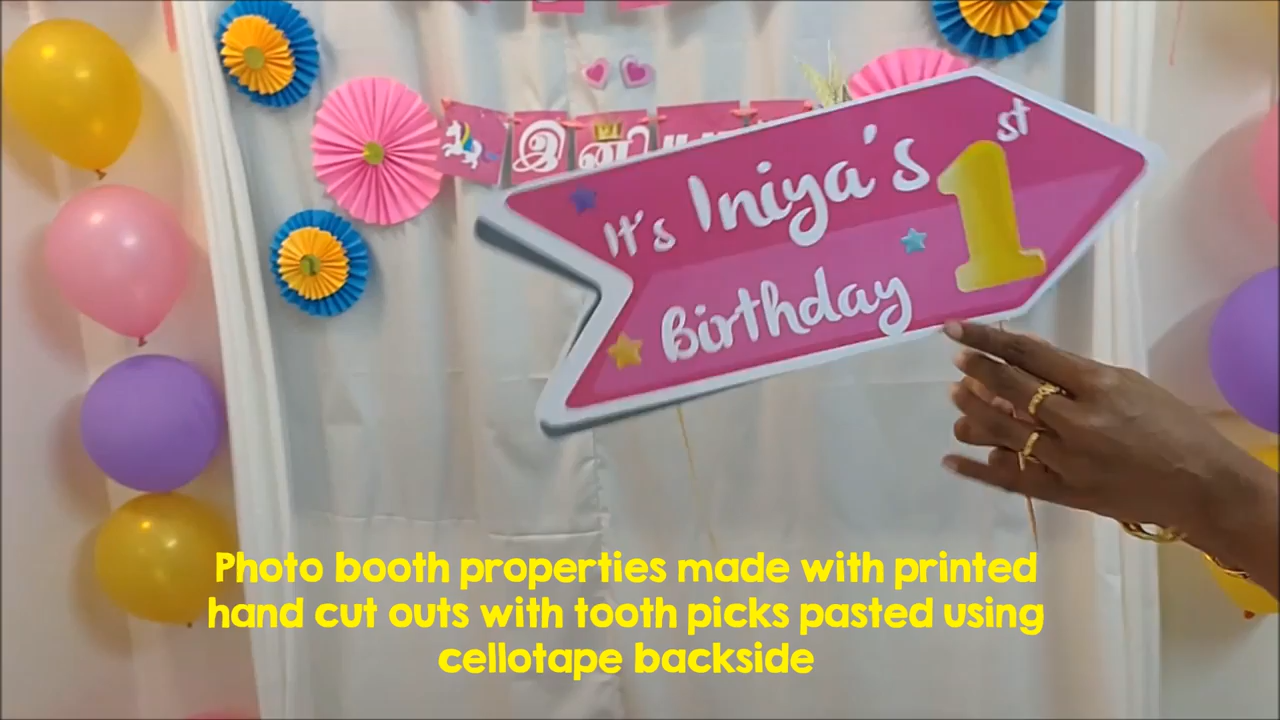 It's Iniya's 1st
Birthday
Photo booth properties made with printed
hand cut outs with tooth picks pasted using
cellotape backside